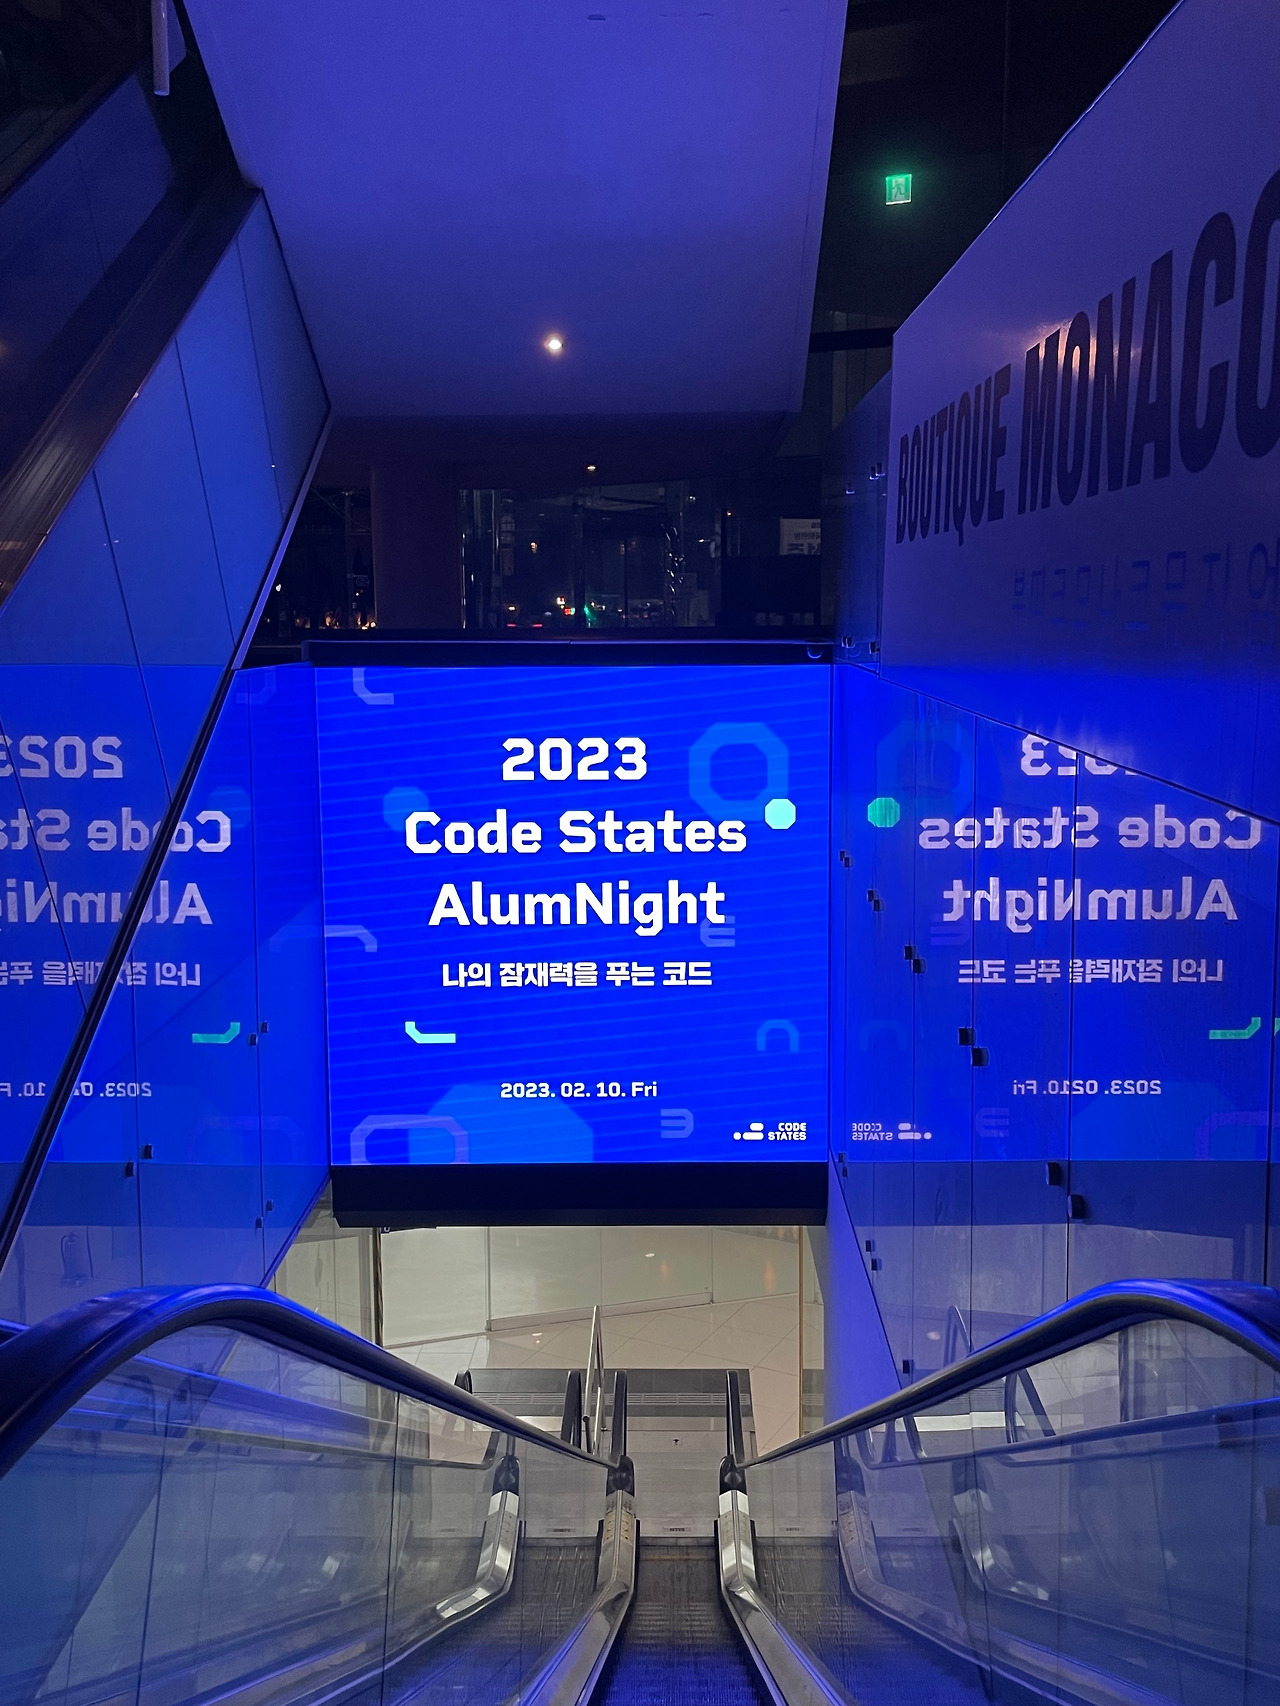 BOUTIQUE MONACO
2023
Code States
AlumNight
나의 잠재력을 푸는 코드
2023. 02. 10. Fri
CODE
STATES